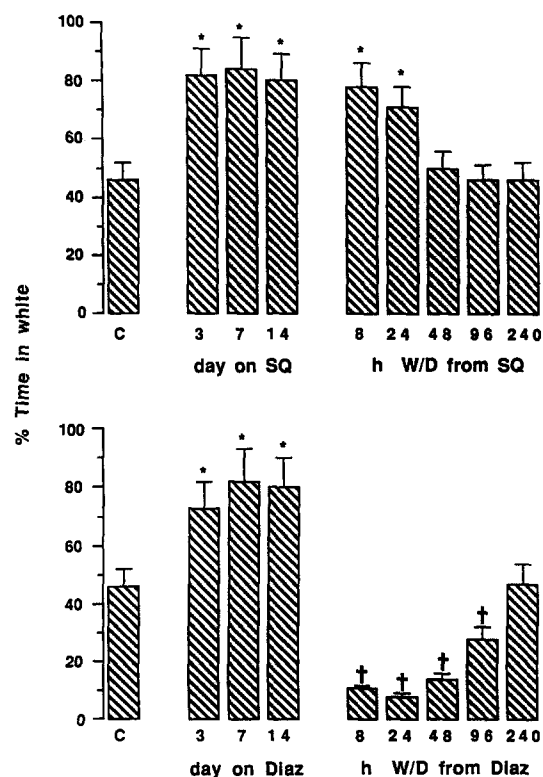 % Time in white
100
80
60
40
20
0
* * * * *
C 3 7 14 8 24 48 96 240
day on SQ h W/D from SQ
100
80
60
40
20
0
* * * † † † †
C 3 7 14 8 24 48 96 240
day on Diaz h W/D from Diaz